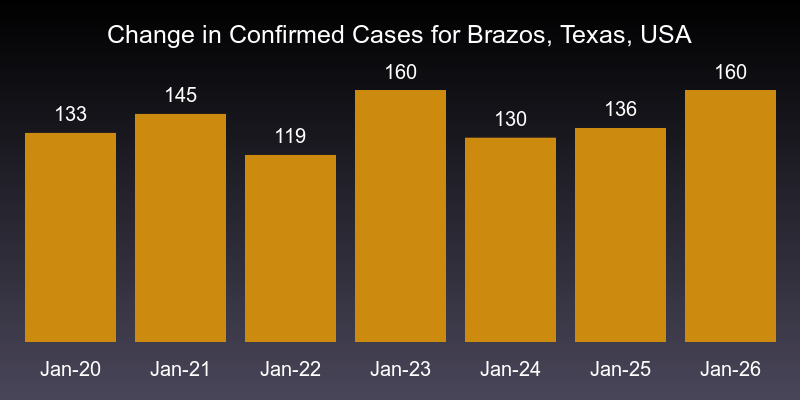 Change in Confirmed Cases for Brazos, Texas, USA
133 145 119 160 130 136 160
Jan-20 Jan-21 Jan-22 Jan-23 Jan-24 Jan-25 Jan-26